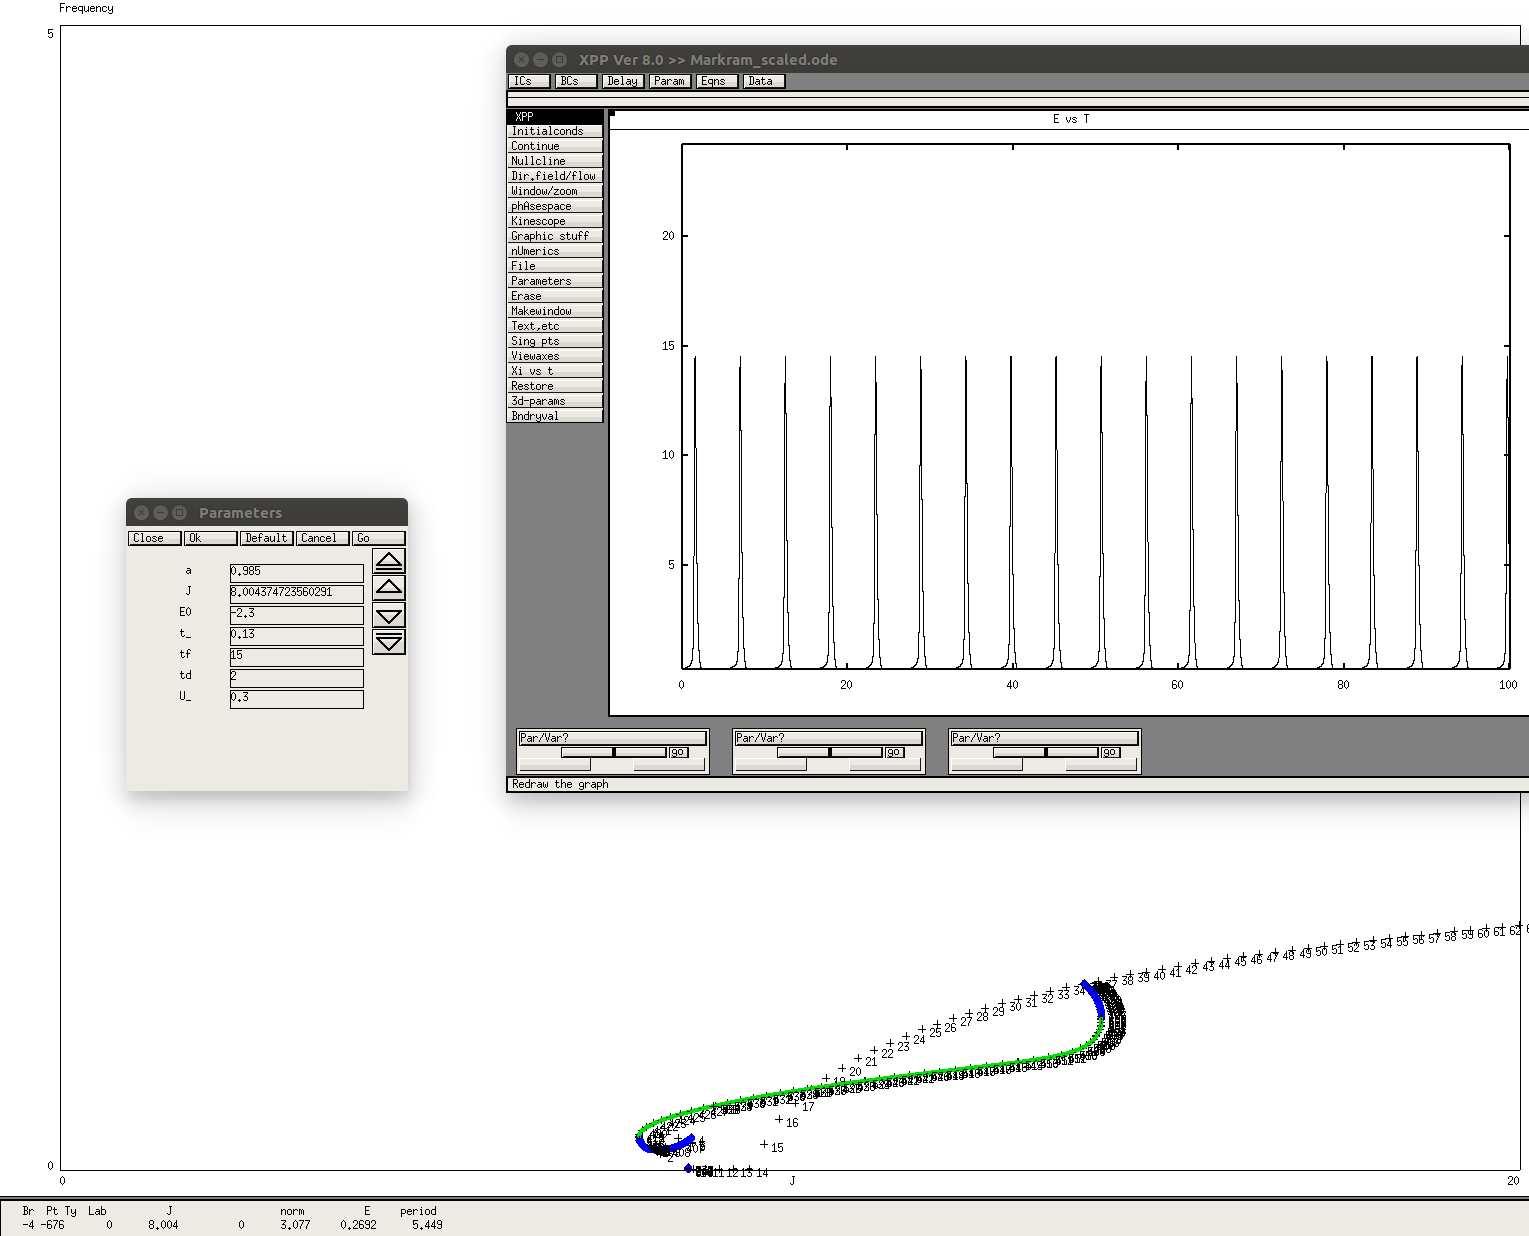 Frequency
5
XPP Ver 8.0 >> Markram_scaled.ode
ICs BCs Delay Param Eqns Data
XPP
E vs T
Initialconds
Continue
Nullcline
Dir.field/flow
Window/zoom
phAsespace
Kinescope
Graphic stuff
nUmerics
File
Parameters
Erase
Makewindow
Text,etc
Sing pts
Viewaxes
Xi vs t
Restore
3d-params
Bndryval
20
15
10
5
0 20 40 60 80 100
Parameters
Close Ok Default Cancel Go
a 0.985
J 8.004374723560291
E0 -2.3
t_ 0.13
tf 15
td 2
U_ 0.3
Par/Var? Par/Var? Par/Var?
go go go
Redraw the graph
34 38 39 40 41 42 43 44 45 46 47 48 49 50 51 52 53 54 55 56 57 58 59 60 61 62
20 21 22 23 24 25 26 27 28 29 30 31 32 33
17
16
15
11 12 13 14
0
0 J 20
Br Pt Ty Lab J norm E period
-4 -676 0 8.004 0 3.077 0.2692 5.449